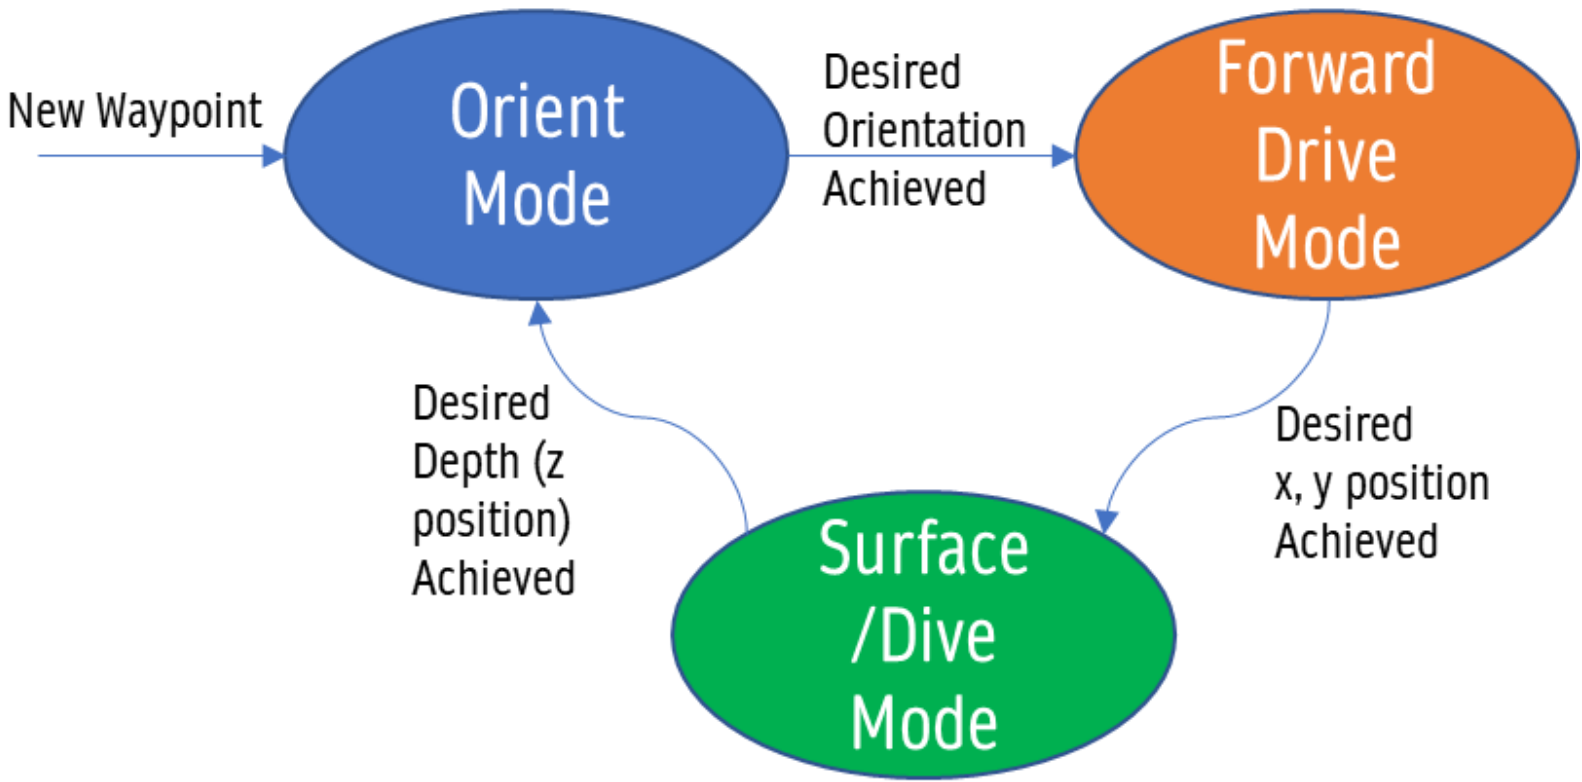 New Waypoint
Orient
Mode
Desired
Orientation
Achieved
Forward
Drive
Mode
Desired
Depth (z
position)
Achieved
Desired
x, y position
Achieved
Surface
/Dive
Mode